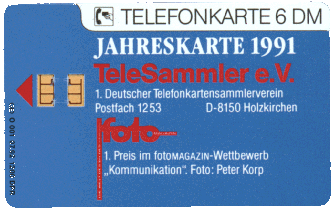 TELEFONKARTE 6 DM
JAHRESKARTE 1991
TeleSammler e.V.
1. Deutscher Telefonkartensammlerverein
Postfach 1253 D-8150 Holzkirchen
foto
1. Preis im fotoMAGAZIN-Wettbewerb
„Kommunikation". Foto: Peter Korp